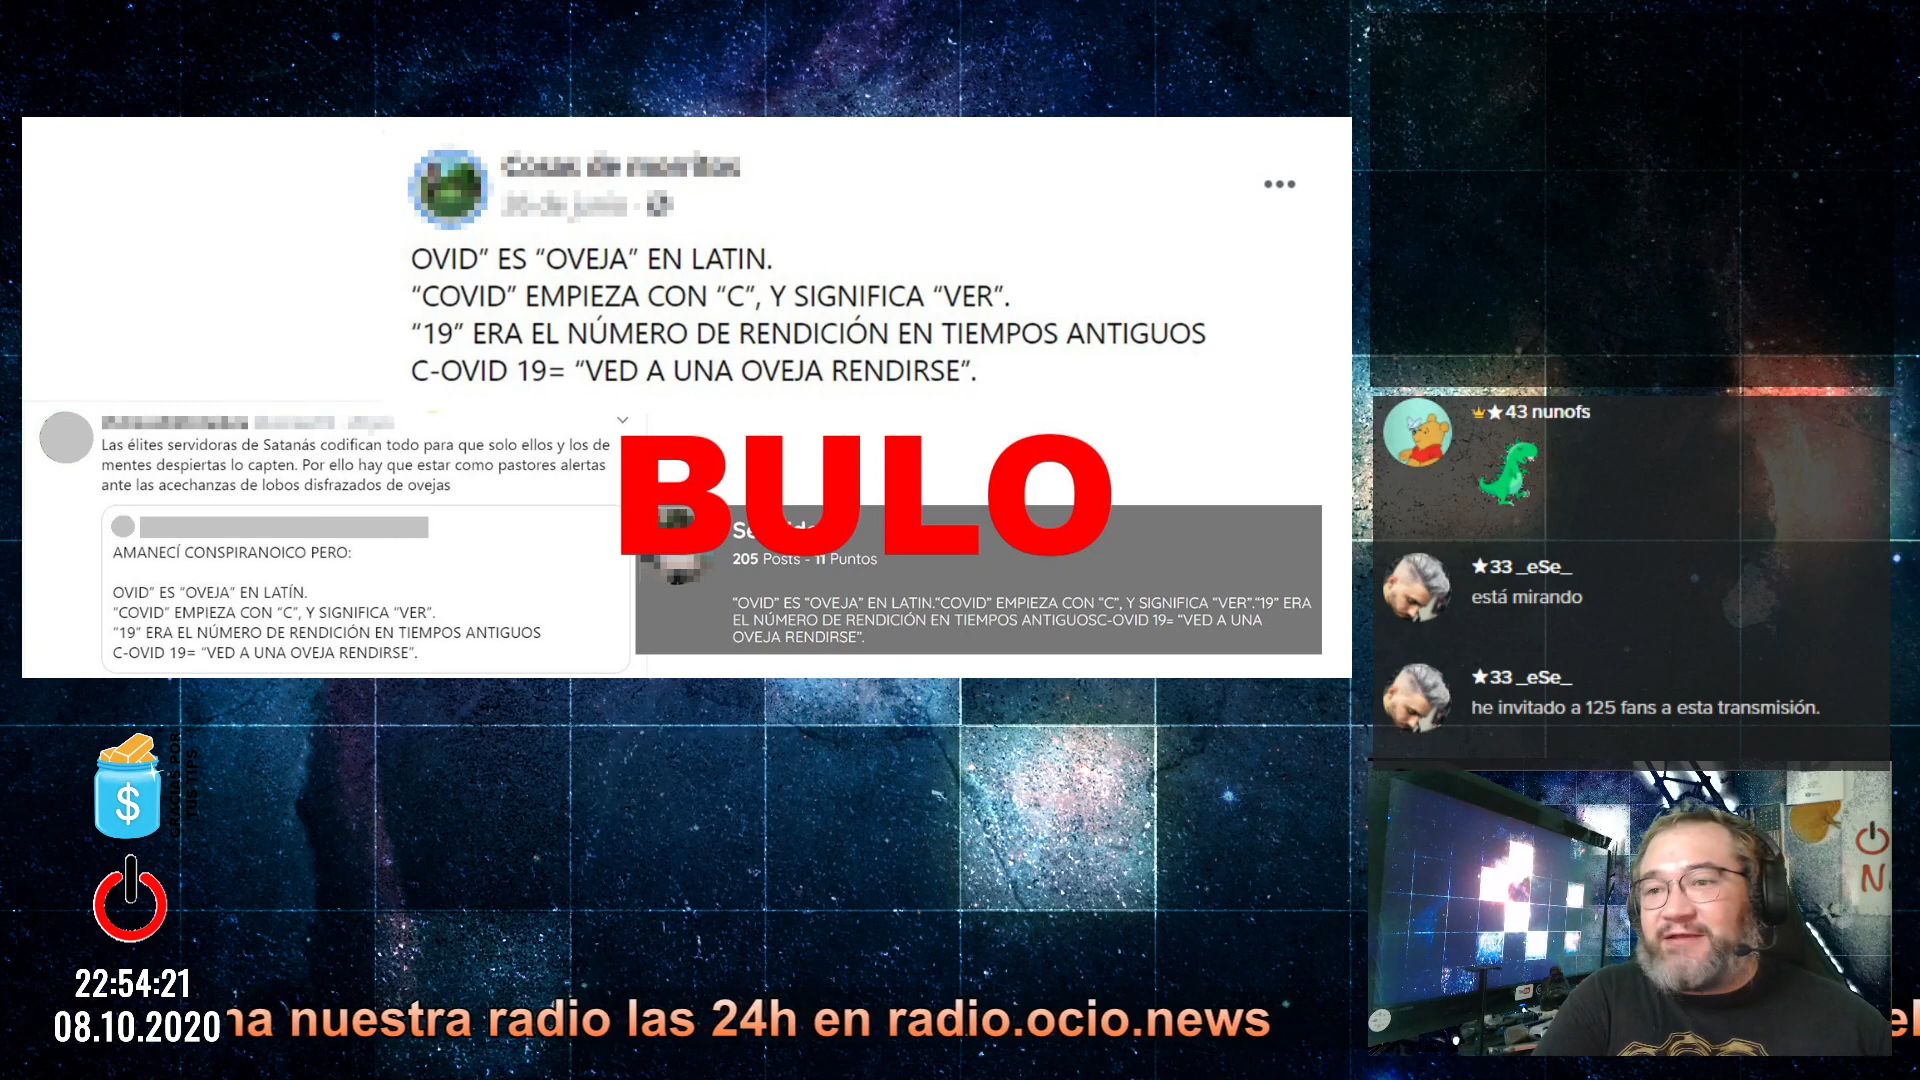 OVID” ES “OVEJA” EN LATIN.
“COVID” EMPIEZA CON “C”, Y SIGNIFICA “VER”.
“19” ERA EL NÚMERO DE RENDICIÓN EN TIEMPOS ANTIGUOS
C-OVID 19= “VED A UNA OVEJA RENDIRSE”.
Las élites servidoras de Satanás codifican todo para que solo ellos y los de
mentes despiertas lo capten. Por ello hay que estar como pastores alertas
ante las acechanzas de lobos disfrazados de ovejas
AMANECÍ CONSPIRANOICO PERO:
OVID” ES “OVEJA” EN LATÍN.
“COVID” EMPIEZA CON “C”, Y SIGNIFICA “VER”.
“19” ERA EL NÚMERO DE RENDICIÓN EN TIEMPOS ANTIGUOS
C-OVID 19= “VED A UNA OVEJA RENDIRSE”.
BULO
205 Posts - 11 Puntos
“OVID” ES “OVEJA” EN LATIN.“COVID” EMPIEZA CON “C”, Y SIGNIFICA “VER”.“19” ERA
EL NÚMERO DE RENDICIÓN EN TIEMPOS ANTIGUOSC-OVID 19= “VED A UNA
OVEJA RENDIRSE”.
43 nunofs
33 _eSe_
está mirando
33 _eSe_
he invitado a 125 fans a esta transmisión.
$
GRACIAS POR
TUS TIPS
22:54:21
08.10.2020
na nuestra radio las 24h en radio.ocio.news
el